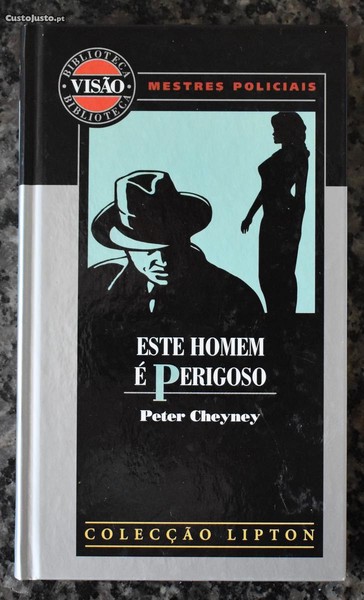 CustoJusto.pt
BIBLIOTECA
VISÃO
BIBLIOTECA
MESTRES POLICIAIS
ESTE HOMEM
É PERIGOSO
Peter Cheyney
COLECÇÃO LIPTON